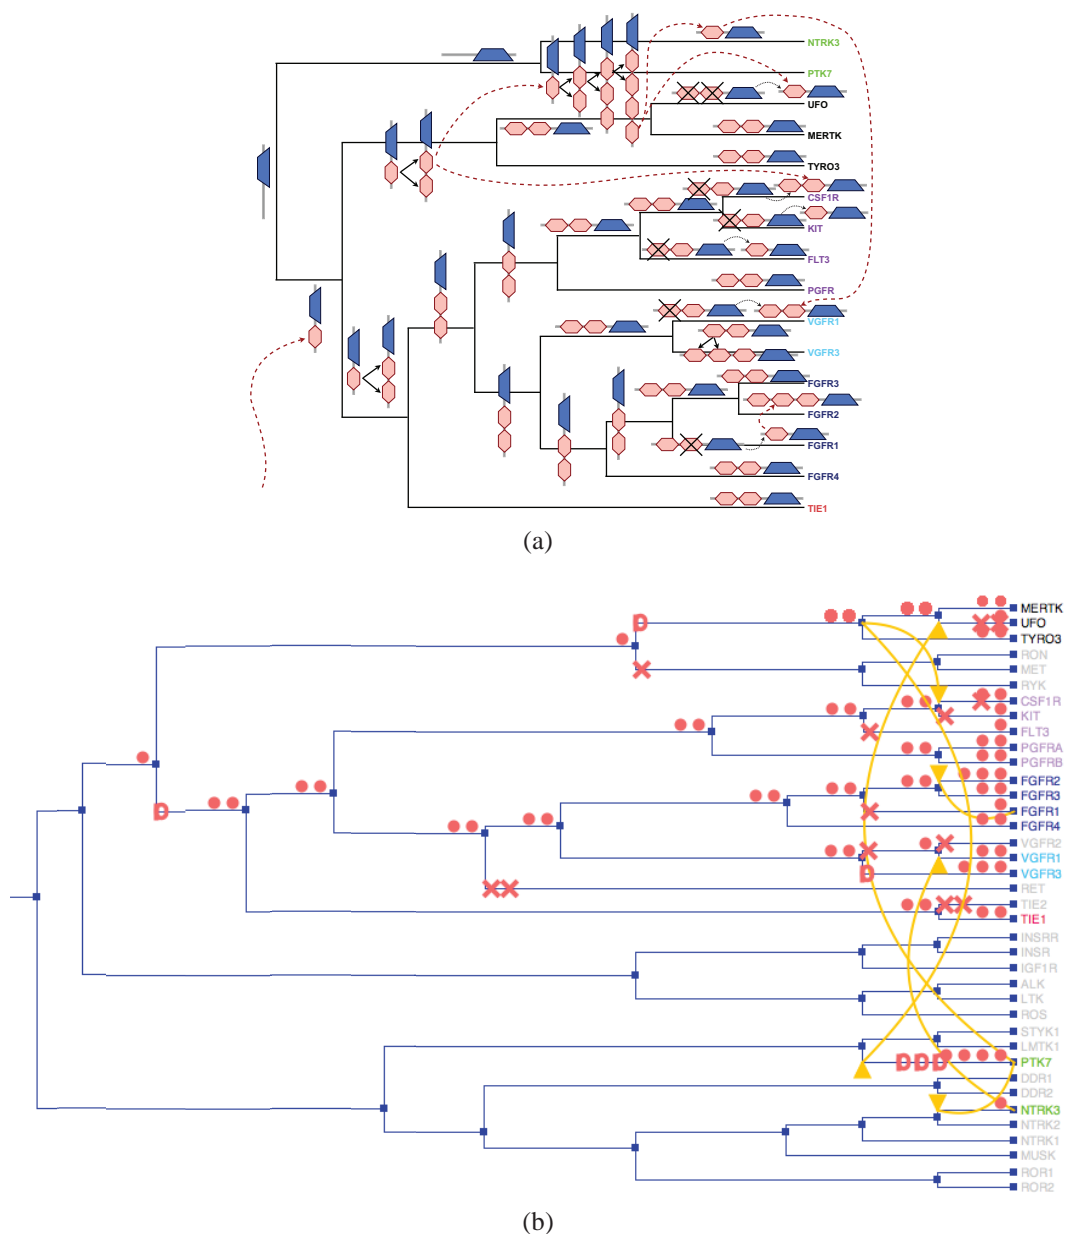 NTRK3
PTK7
UFO
MERTK
TYRO3
CSF1R
KIT
FLT3
PGFR
VGFR1
VGFR3
FGFR3
FGFR2
FGFR1
FGFR4
TIE1
(a)
MERTK
D
UFO
TYRO3
RON
MET
RYK
CSF1R
KIT
FLT3
PGFRA
PGFRB
FGFR2
FGFR3
D
FGFR1
FGFR4
VGFR2
VGFR1
D
VGFR3
RET
TIE2
TIE1
INSRR
INSR
IGF1R
ALK
LTK
ROS
STYK1
LMTK1
DDD
PTK7
DDR1
DDR2
NTRK3
NTRK2
NTRK1
MUSK
ROR1
ROR2
(b)